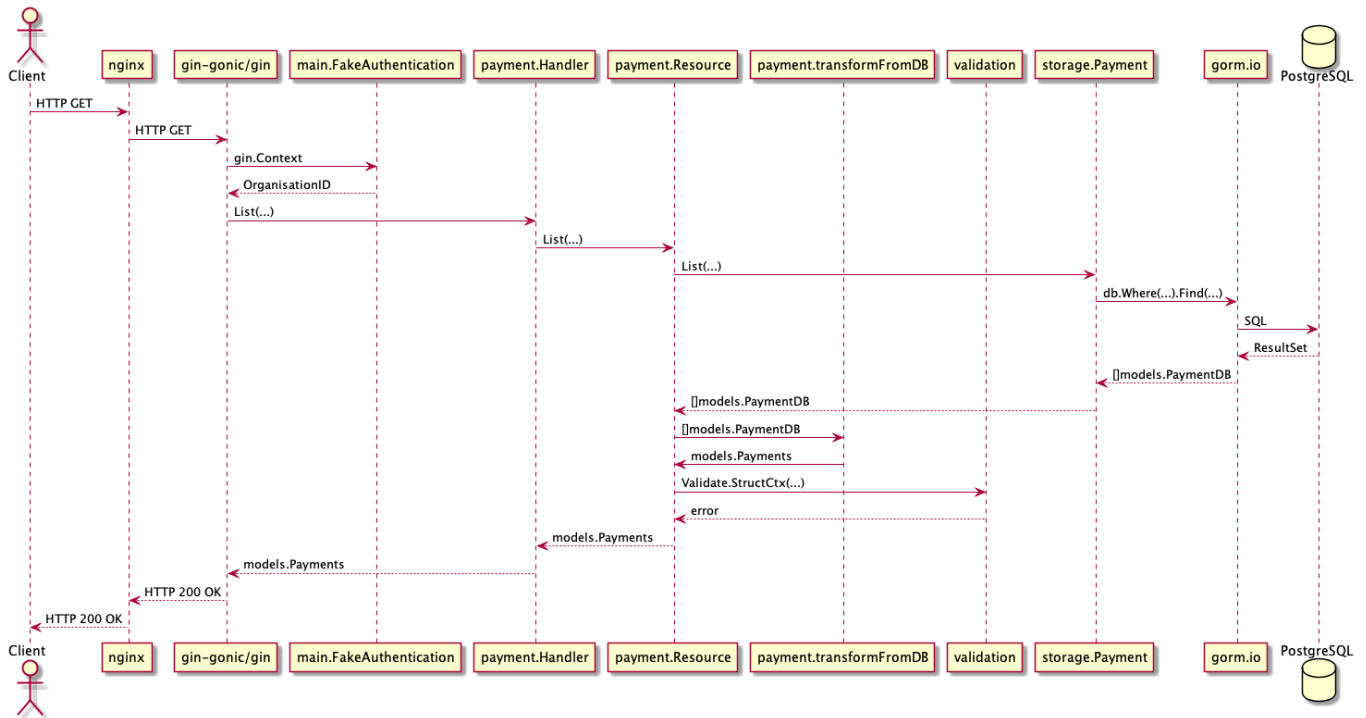 Client
nginx
gin-gonic/gin
main.FakeAuthentication
payment.Handler
payment.Resource
payment.transformFromDB
validation
storage.Payment
gorm.io
PostgreSQL
HTTP GET
HTTP GET
gin.Context
OrganisationID
List(...)
List(...)
List(...)
db.Where(...).Find(...)
SQL
ResultSet
[]models.PaymentDB
[]models.PaymentDB
[]models.PaymentDB
models.Payments
Validate.StructCtx(...)
error
models.Payments
models.Payments
HTTP 200 OK
HTTP 200 OK
Client
nginx
gin-gonic/gin
main.FakeAuthentication
payment.Handler
payment.Resource
payment.transformFromDB
validation
storage.Payment
gorm.io
PostgreSQL